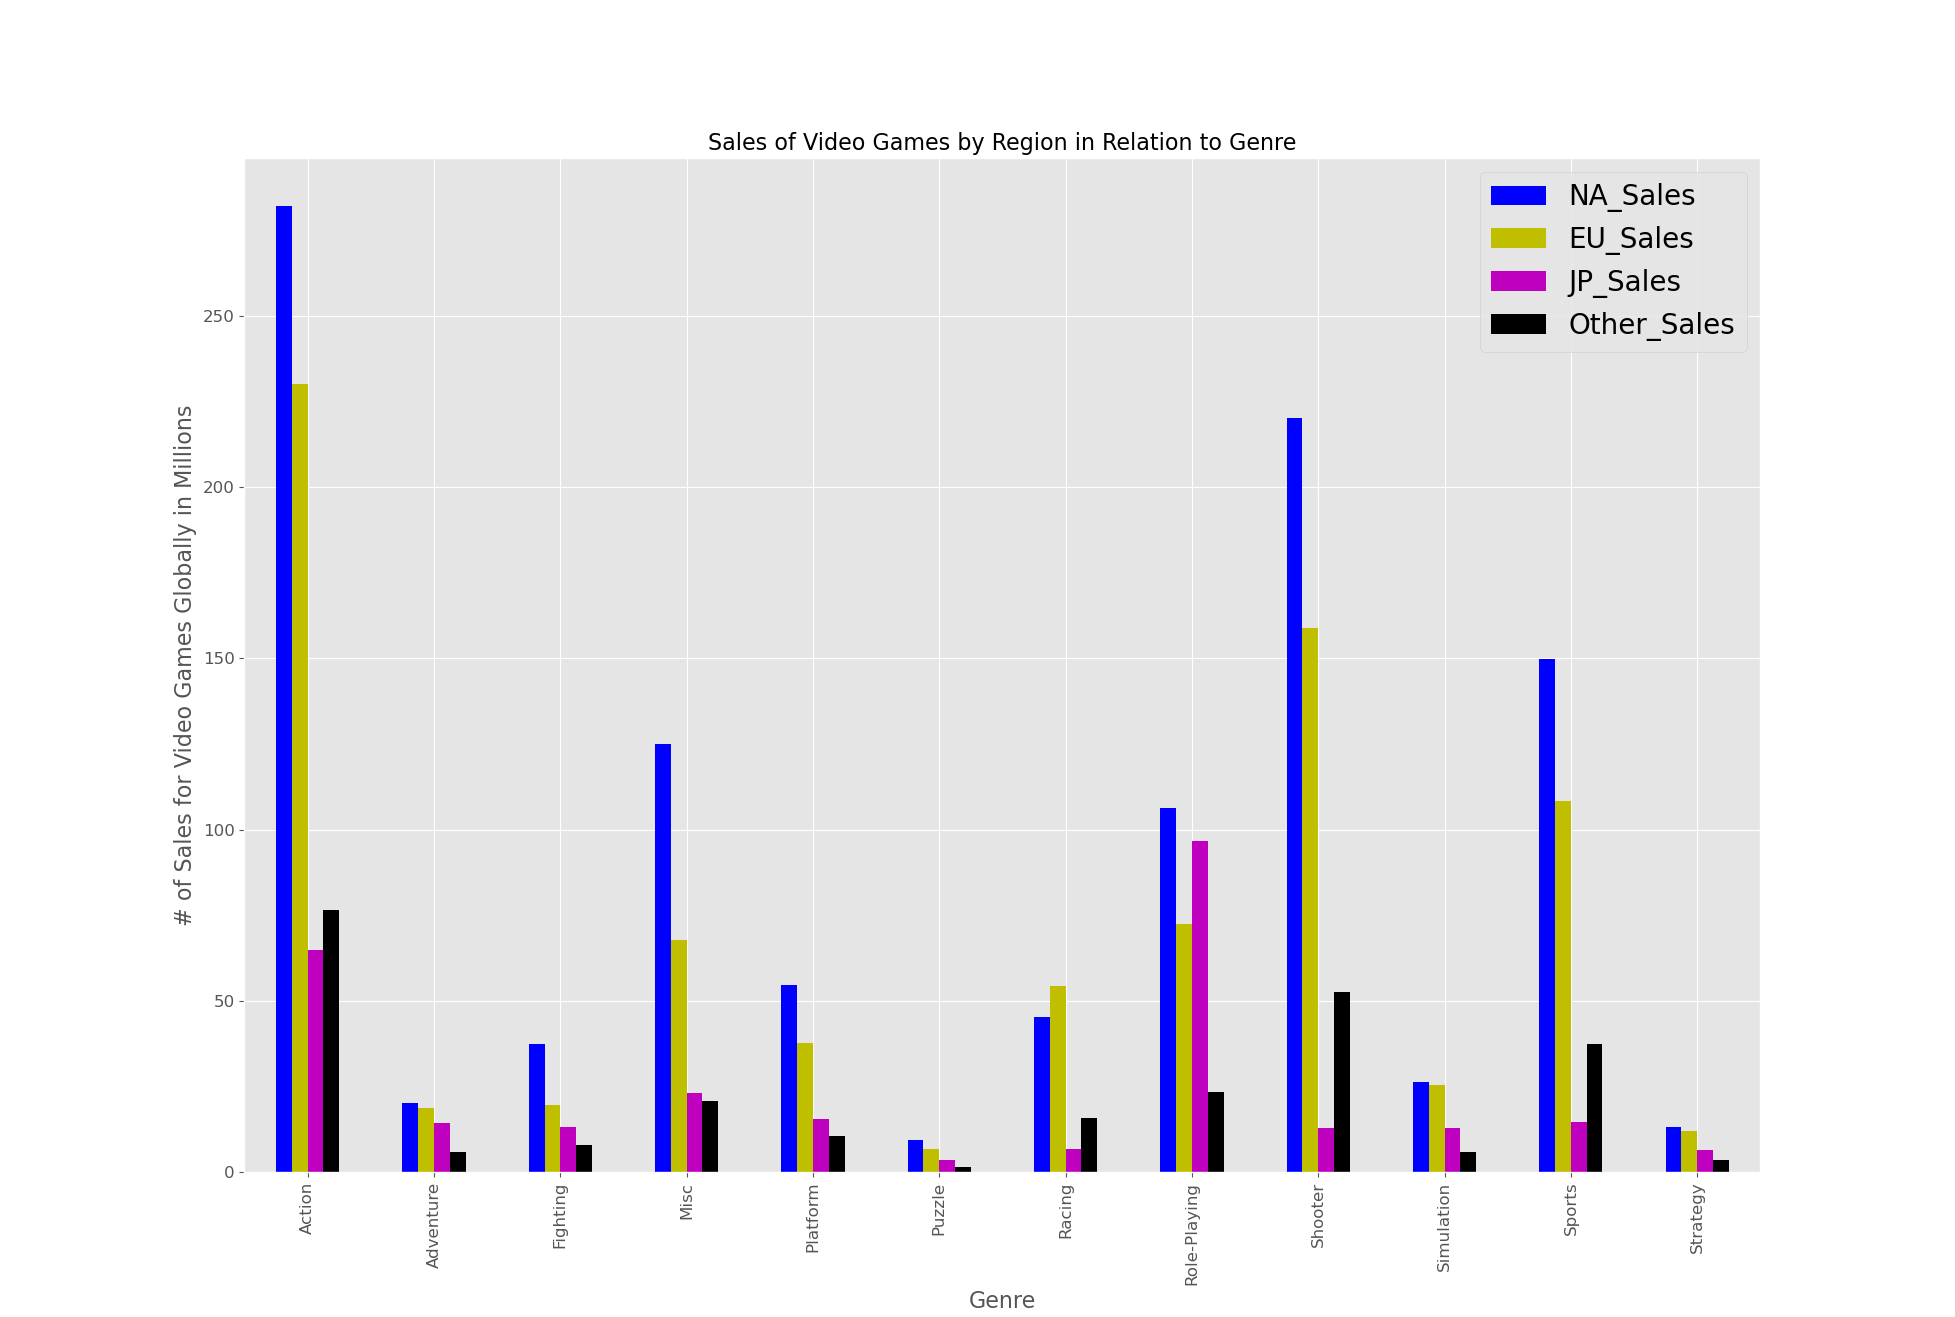 Sales of Video Games by Region in Relation to Genre
NA_Sales
EU_Sales
JP_Sales
Other_Sales
# of Sales for Video Games Globally in Millions
250
200
150
100
50
0
Action
Adventure
Fighting
Misc
Platform
Puzzle
Racing
Role-Playing
Shooter
Simulation
Sports
Strategy
Genre